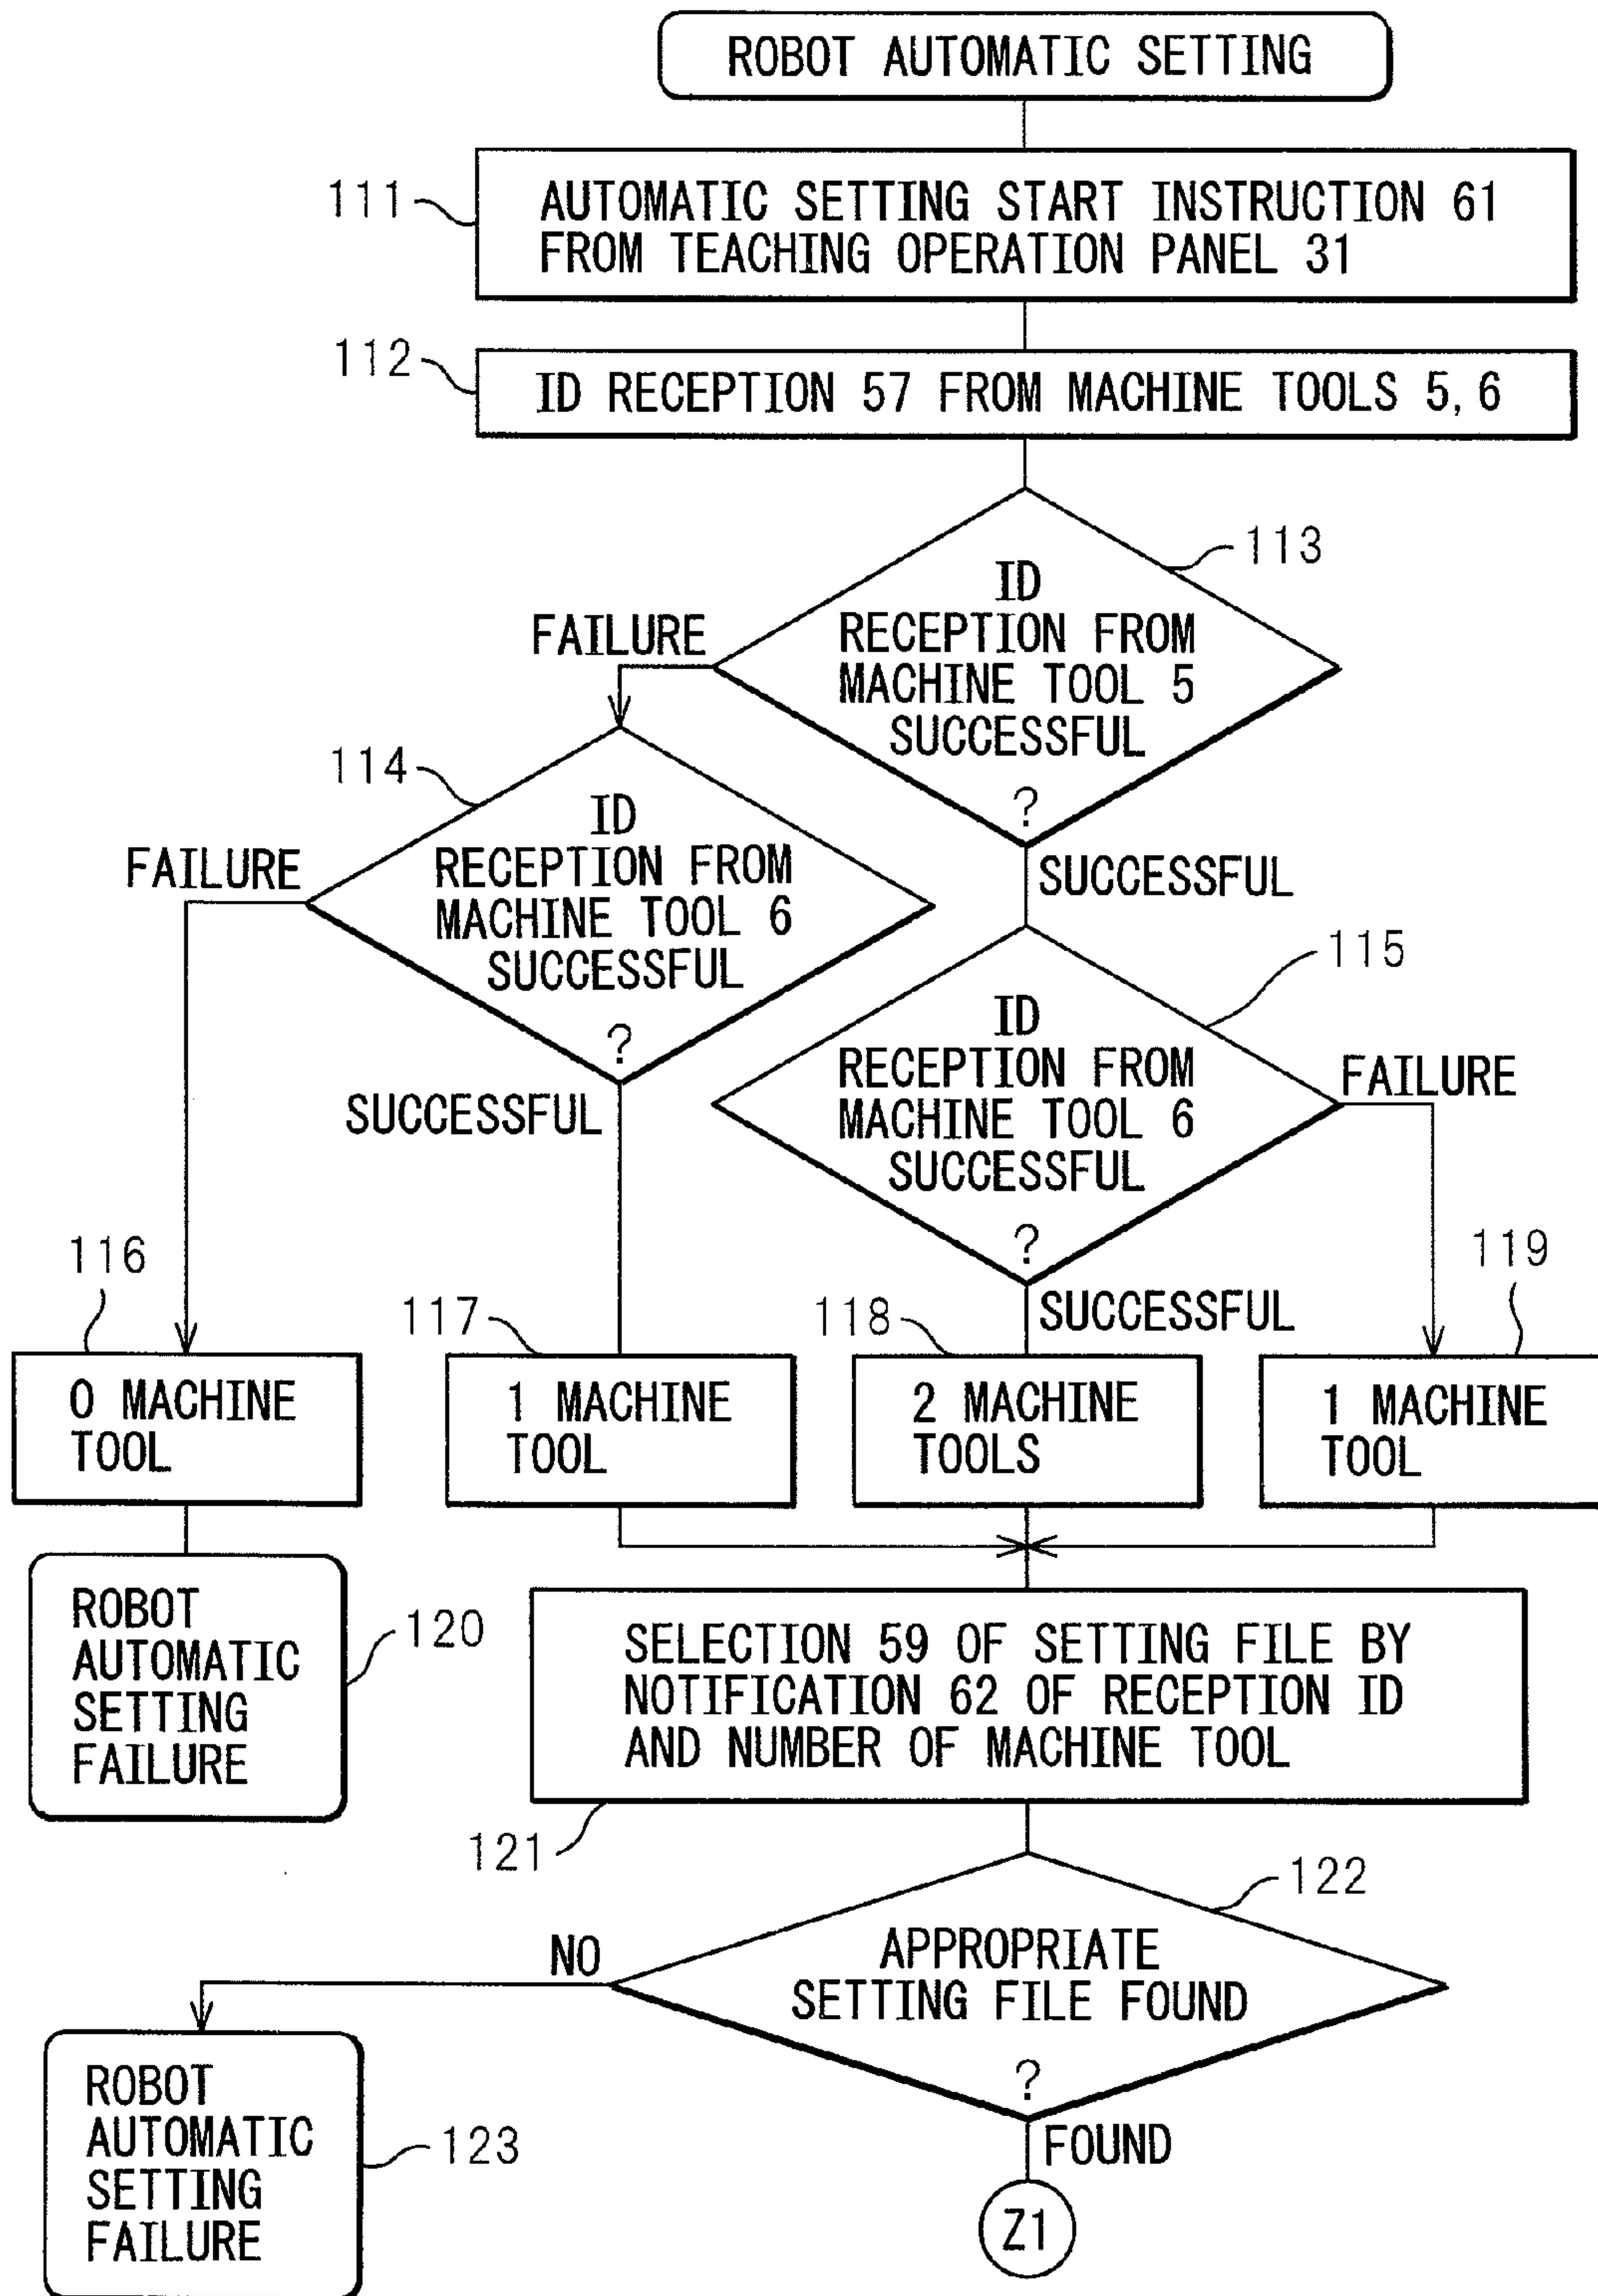 ROBOT AUTOMATIC SETTING
111
AUTOMATIC SETTING START INSTRUCTION 61
FROM TEACHING OPERATION PANEL 31
112
ID RECEPTION 57 FROM MACHINE TOOLS 5, 6
113
ID
RECEPTION FROM
MACHINE TOOL 5
SUCCESSFUL
?
FAILURE
SUCCESSFUL
114
ID
RECEPTION FROM
MACHINE TOOL 6
SUCCESSFUL
?
FAILURE
SUCCESSFUL
115
ID
RECEPTION FROM
MACHINE TOOL 6
SUCCESSFUL
?
FAILURE
SUCCESSFUL
116
0 MACHINE
TOOL
117
1 MACHINE
TOOL
118
2 MACHINE
TOOLS
119
1 MACHINE
TOOL
ROBOT
AUTOMATIC
SETTING
FAILURE
120
SELECTION 59 OF SETTING FILE BY
NOTIFICATION 62 OF RECEPTION ID
AND NUMBER OF MACHINE TOOL
121
122
APPROPRIATE
SETTING FILE FOUND
?
NO
FOUND
ROBOT
AUTOMATIC
SETTING
FAILURE
123
Z1